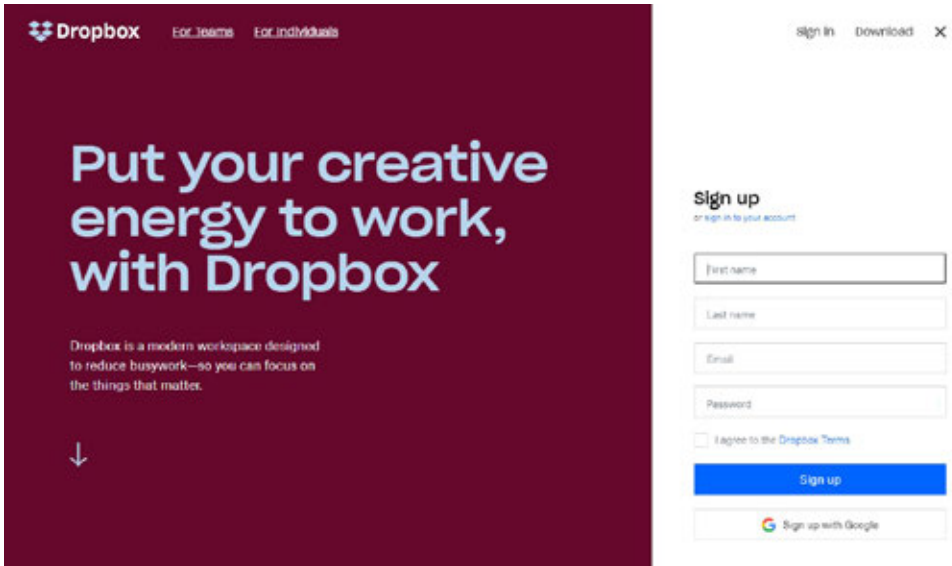 Dropbox For Teams For Individuals
Sign in Download
Put your creative
energy to work,
with Dropbox
Dropbox is a modern workspace designed
to reduce busywork—so you can focus on
the things that matter.
Sign up
or sign in to your account
First name
Last name
Email
Password
I agree to the Dropbox Terms
Sign up
Sign up with Google